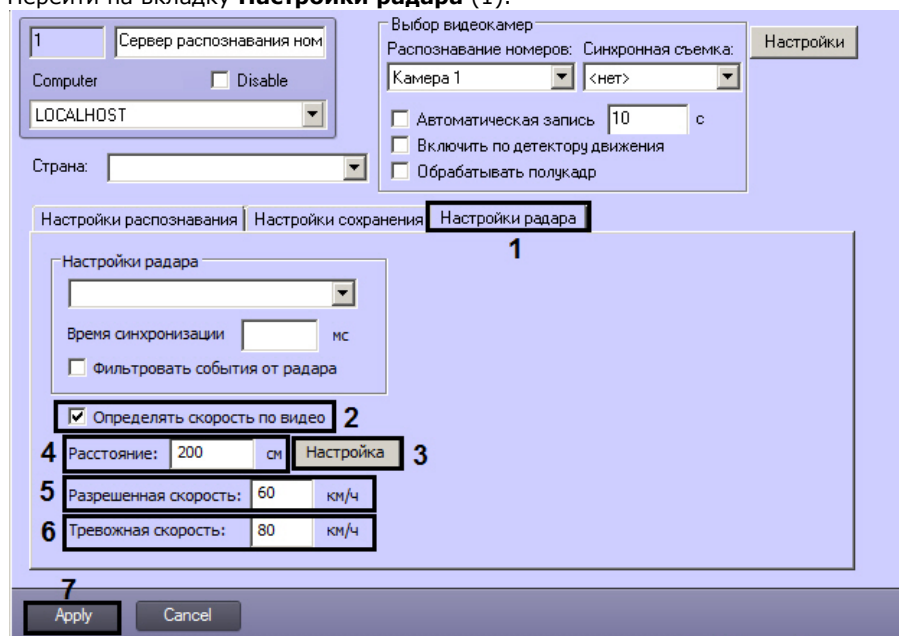 Перейти на вкладку Настройки радара (1).
1
Сервер распознавания ном
Computer
Disable
LOCALHOST
Страна:
Выбор видеокамер
Распознавание номеров: Синхронная съемка:
Камера 1
<нет>
Автоматическая запись 10 с
Включить по детектору движения
Обрабатывать полукадр
Настройки
Настройки распознавания Настройки сохранения Настройки радара
1
Настройки радара
Время синхронизации мс
Фильтровать события от радара
Определять скорость по видео 2
4 Расстояние: 200 см Настройка 3
5 Разрешенная скорость: 60 км/ч
6 Тревожная скорость: 80 км/ч
7
Apply Cancel